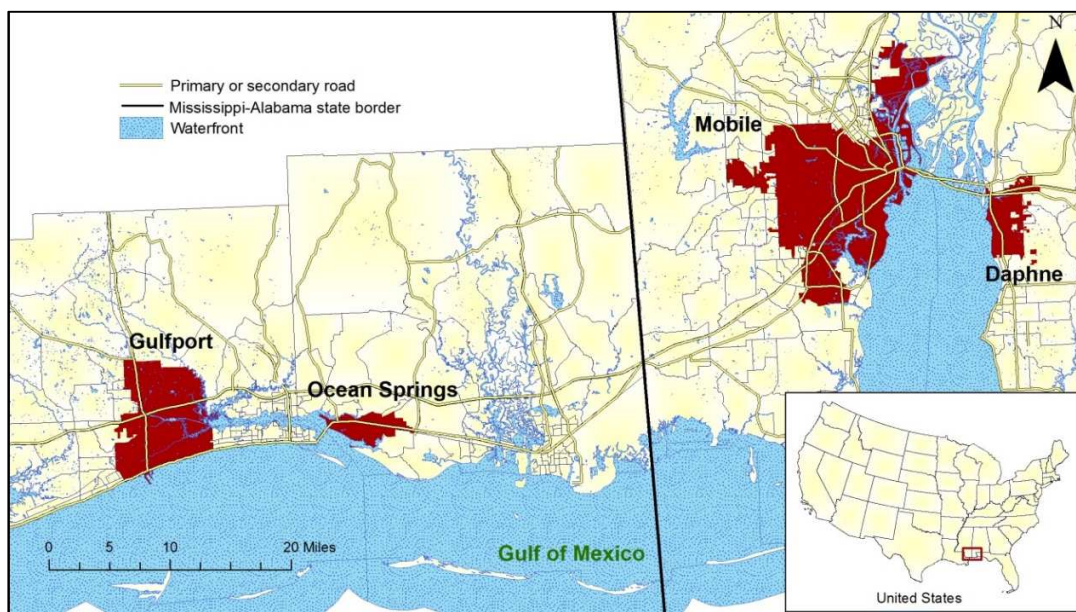 N
Primary or secondary road
Mississippi-Alabama state border
Waterfront
Mobile
Daphne
Gulfport
Ocean Springs
0 5 10 20 Miles
Gulf of Mexico
United States